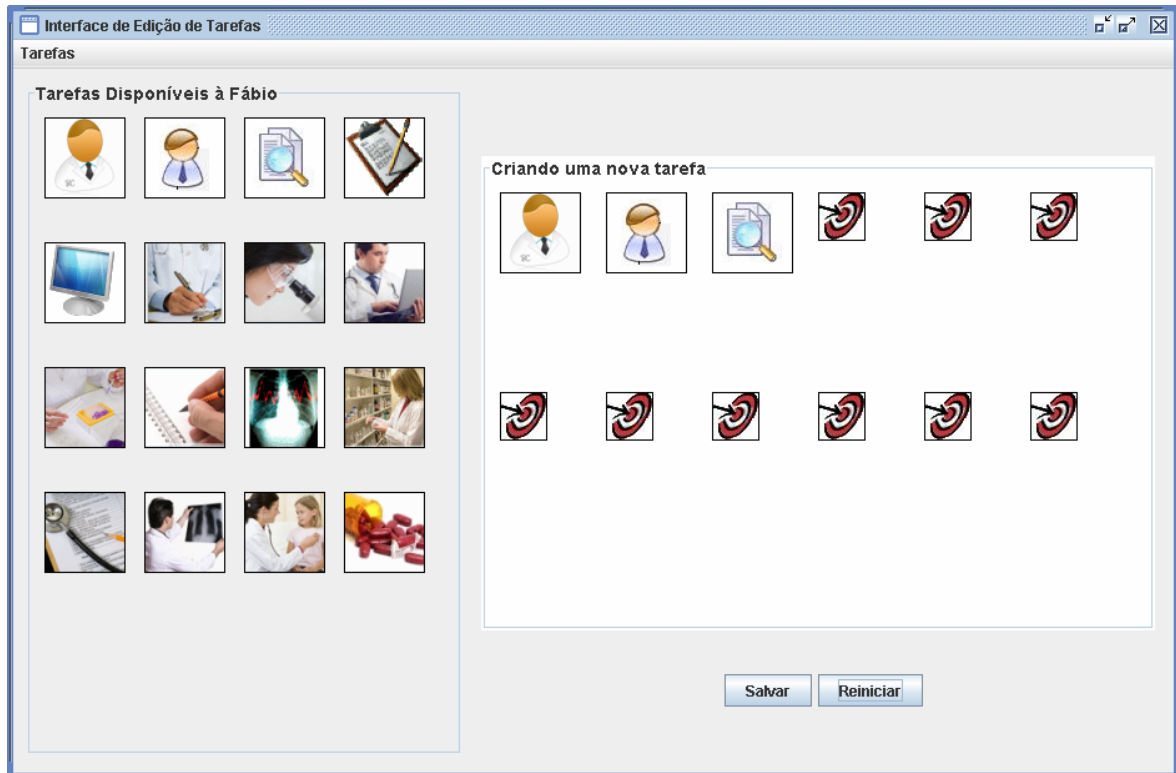 Interface de Edição de Tarefas
Tarefas
Tarefas Disponíveis à Fábio
Criando uma nova tarefa
Salvar
Reiniciar